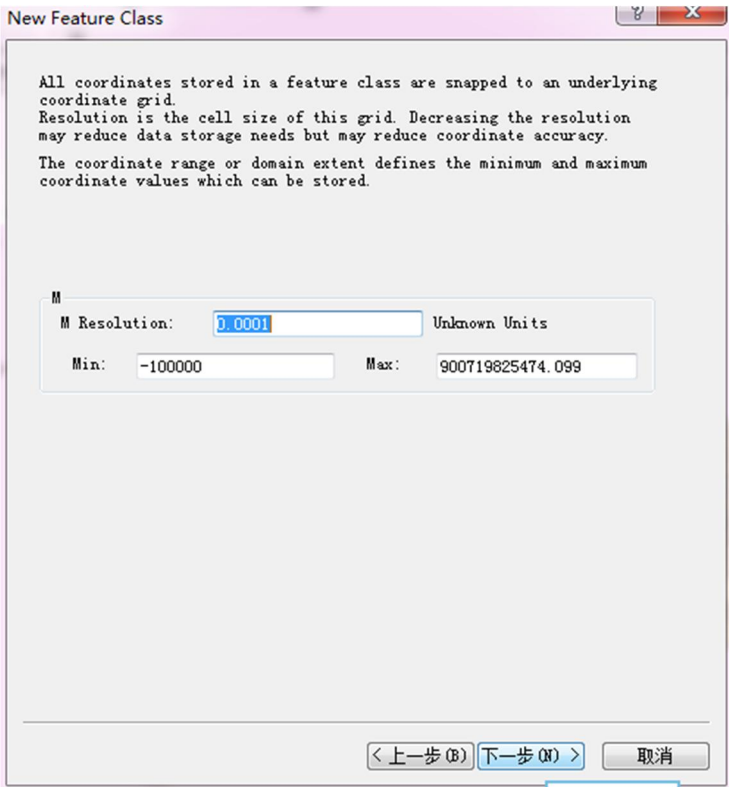 New Feature Class
All coordinates stored in a feature class are snapped to an underlying
coordinate grid.
Resolution is the cell size of this grid. Decreasing the resolution
may reduce data storage needs but may reduce coordinate accuracy.
The coordinate range or domain extent defines the minimum and maximum
coordinate values which can be stored.
M
M Resolution: 0.0001 Unknown Units
Min: -100000 Max: 900719825474.099
< 上一步(B) 下一步(N) > 取消